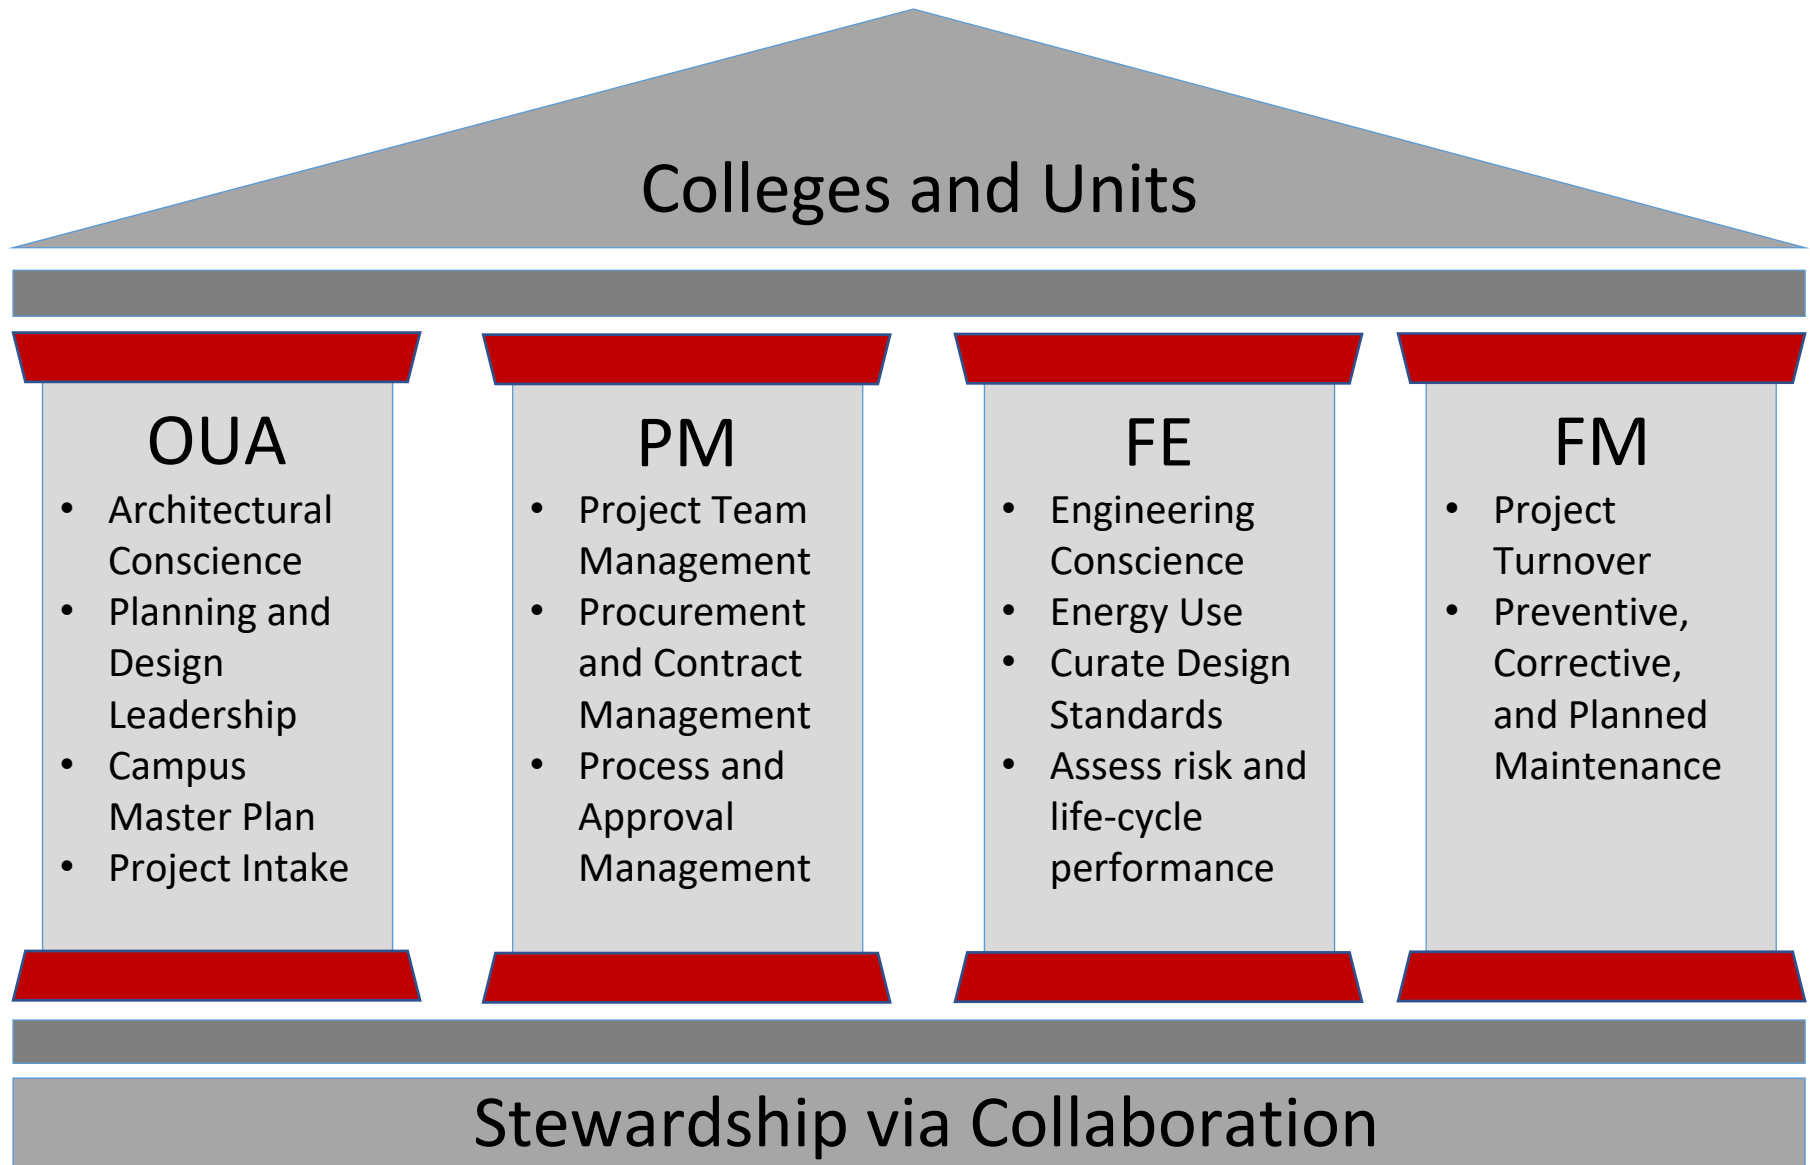 Colleges and Units
OUA
• Architectural
Conscience
• Planning and
Design
Leadership
• Campus
Master Plan
• Project Intake
PM
• Project Team
Management
• Procurement
and Contract
Management
• Process and
Approval
Management
FE
• Engineering
Conscience
• Energy Use
• Curate Design
Standards
• Assess risk and
life-cycle
performance
FM
• Project
Turnover
• Preventive,
Corrective,
and Planned
Maintenance
Stewardship via Collaboration